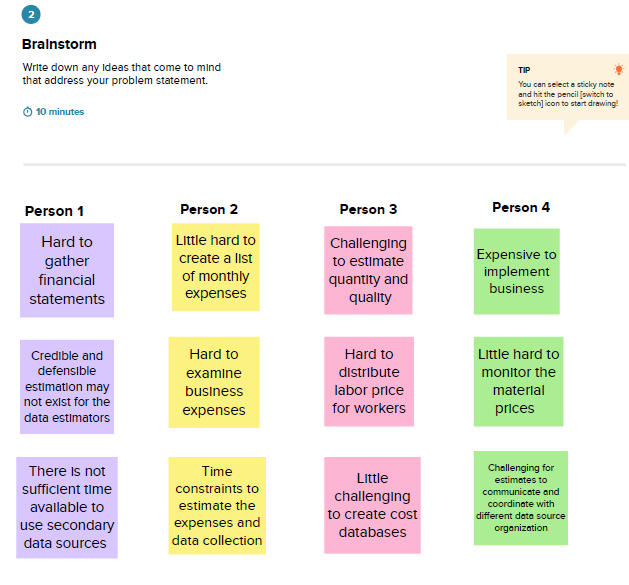 2
Brainstorm
Write down any ideas that come to mind
that address your problem statement.
10 minutes
TIP
You can select a sticky note
and hit the pencil [switch to
sketch] icon to start drawing!
Person 1
Hard to
gather
financial
statements
Credible and
defensible
estimation may
not exist for the
data estimators
There is not
sufficient time
available to
use secondary
data sources
Person 2
Little hard to
create a list
of monthly
expenses
Hard to
examine
business
expenses
Time
constraints to
estimate the
expenses and
data collection
Person 3
Challenging
to estimate
quantity and
quality
Hard to
distribute
labor price
for workers
Little
challenging
to create cost
databases
Person 4
Expensive to
implement
business
Little hard to
monitor the
material
prices
Challenging for
estimates to
communicate and
coordinate with
different data source
organization